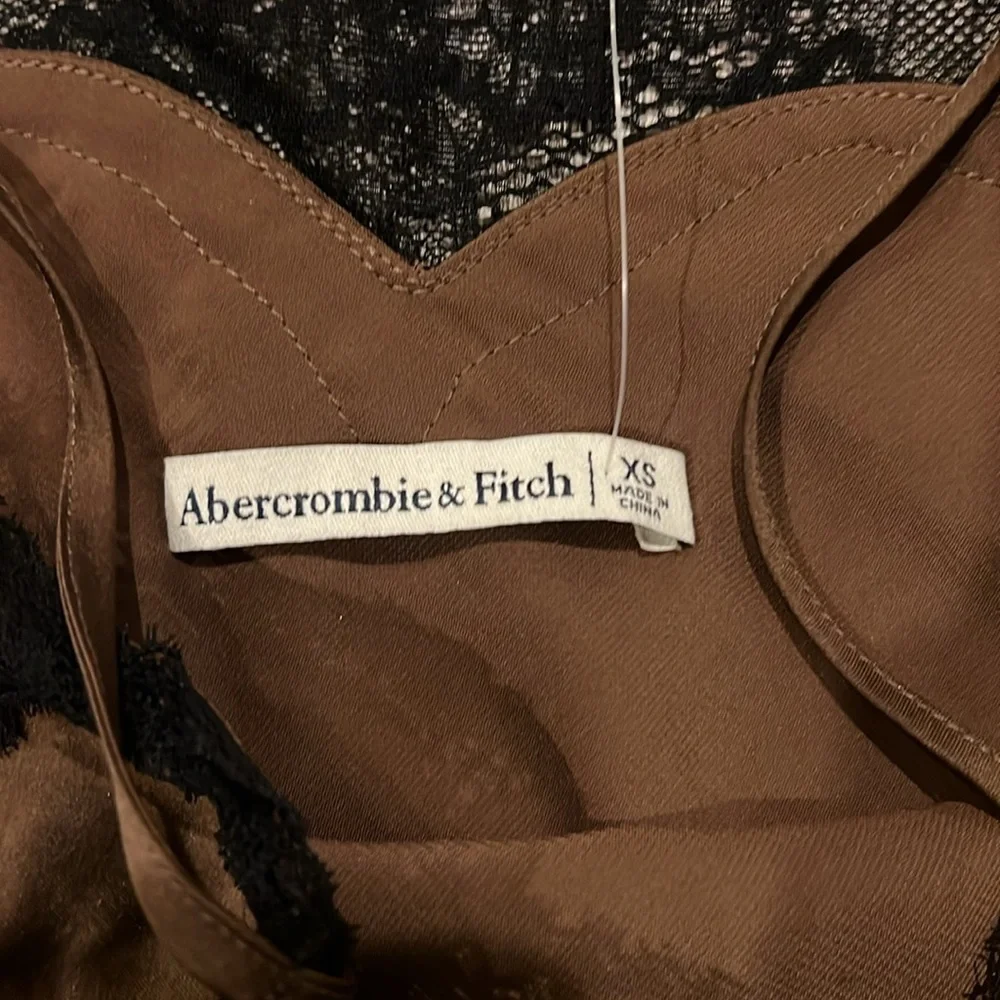 Abercrombie & Fitch | XS
MADE IN
CHINA